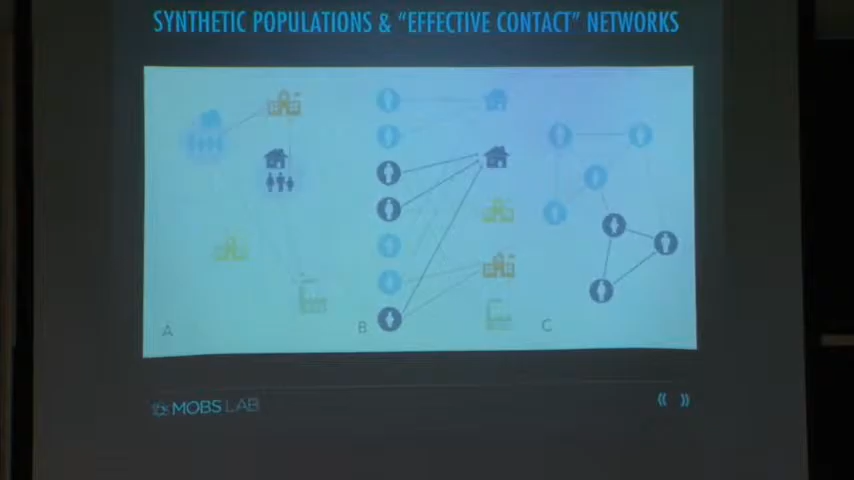 SYNTHETIC POPULATIONS & "EFFECTIVE CONTACT" NETWORKS
A
B
C
MOBS LAB